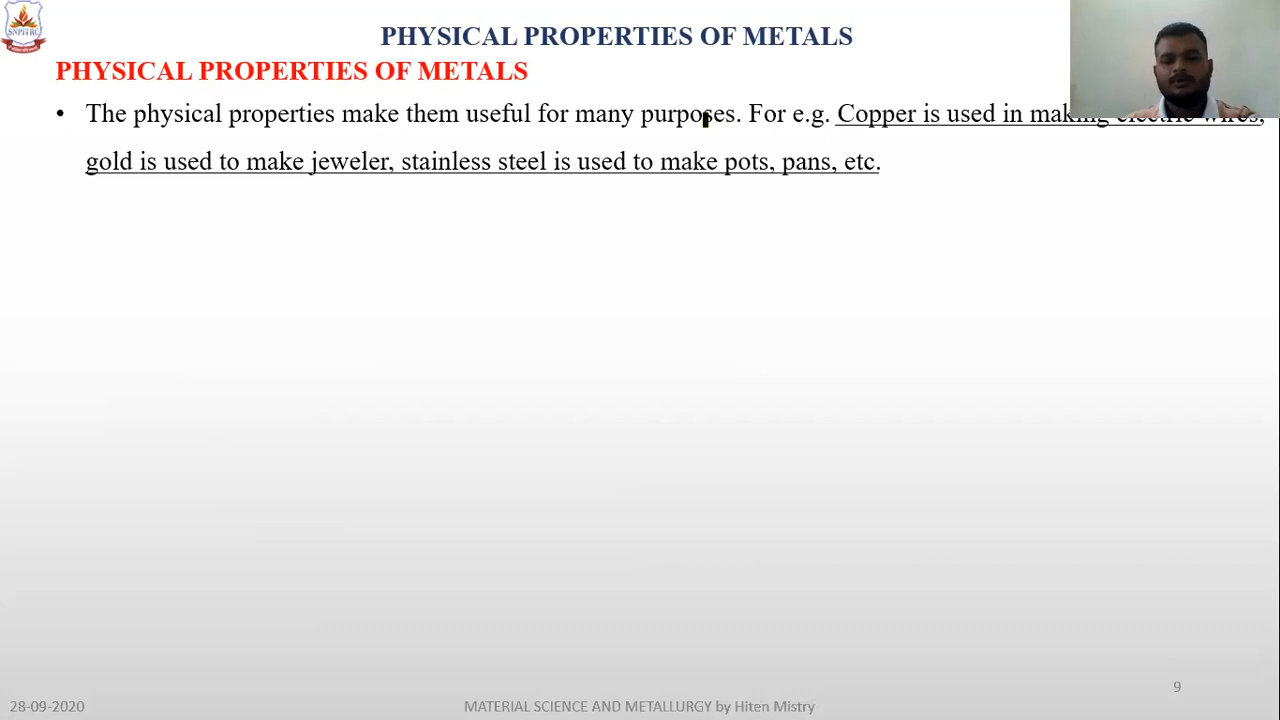 SNPITRC
PHYSICAL PROPERTIES OF METALS
PHYSICAL PROPERTIES OF METALS
• The physical properties make them useful for many purposes. For e.g. Copper is used in making electric wires,
gold is used to make jeweler, stainless steel is used to make pots, pans, etc.
9
28-09-2020
MATERIAL SCIENCE AND METALLURGY by Hiten Mistry